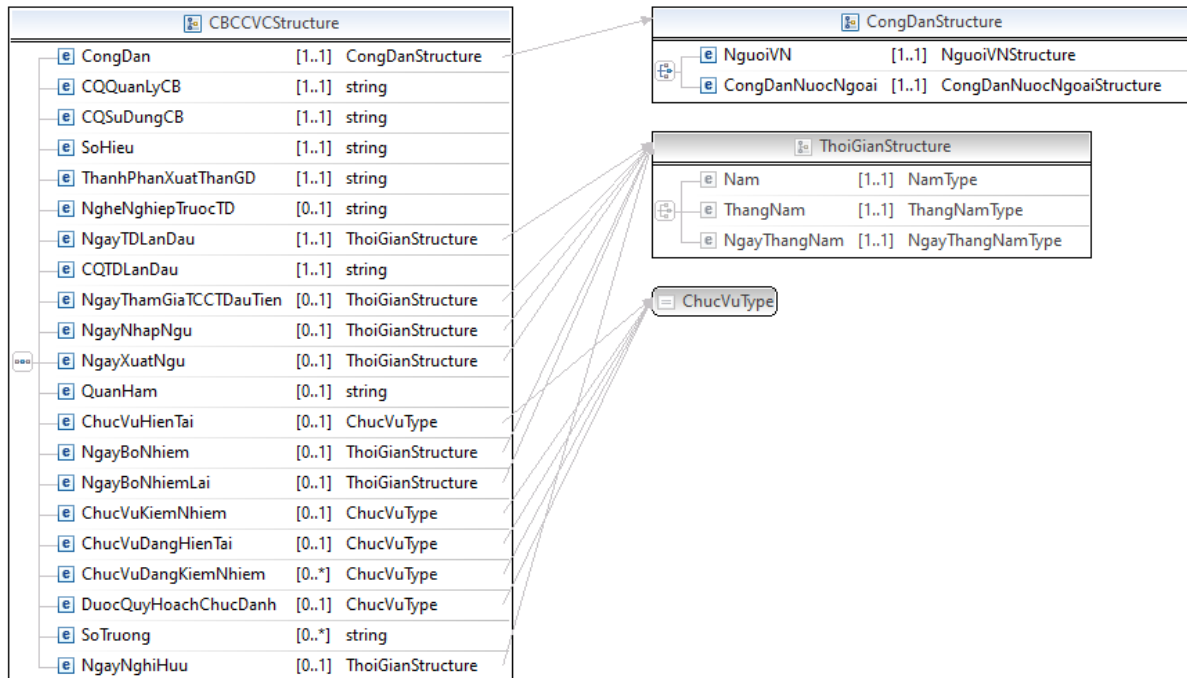 CBCCVCStructure
CongDan [1..1] CongDanStructure
CQQuanLyCB [1..1] string
CQSuDungCB [1..1] string
SoHieu [1..1] string
ThanhPhanXuatThanGD [1..1] string
NgheNghiepTruocTD [0..1] string
NgayTDLanDau [1..1] ThoiGianStructure
CQTDLanDau [1..1] string
NgayThamGiaTCCTDauTien [0..1] ThoiGianStructure
NgayNhapNgu [0..1] ThoiGianStructure
NgayXuatNgu [0..1] ThoiGianStructure
QuanHam [0..1] string
ChucVuHienTai [0..1] ChucVuType
NgayBoNhiem [0..1] ThoiGianStructure
NgayBoNhiemLai [0..1] ThoiGianStructure
ChucVuKiemNhiem [0..1] ChucVuType
ChucVuDangHienTai [0..1] ChucVuType
ChucVuDangKiemNhiem [0..*] ChucVuType
DuocQuyHoachChucDanh [0..1] ChucVuType
SoTruong [0..*] string
NgayNghiHuu [0..1] ThoiGianStructure
CongDanStructure
NguoiVN [1..1] NguoiVNStructure
CongDanNuocNgoai [1..1] CongDanNuocNgoaiStructure
ThoiGianStructure
Nam [1..1] NamType
ThangNam [1..1] ThangNamType
NgayThangNam [1..1] NgayThangNamType
ChucVuType